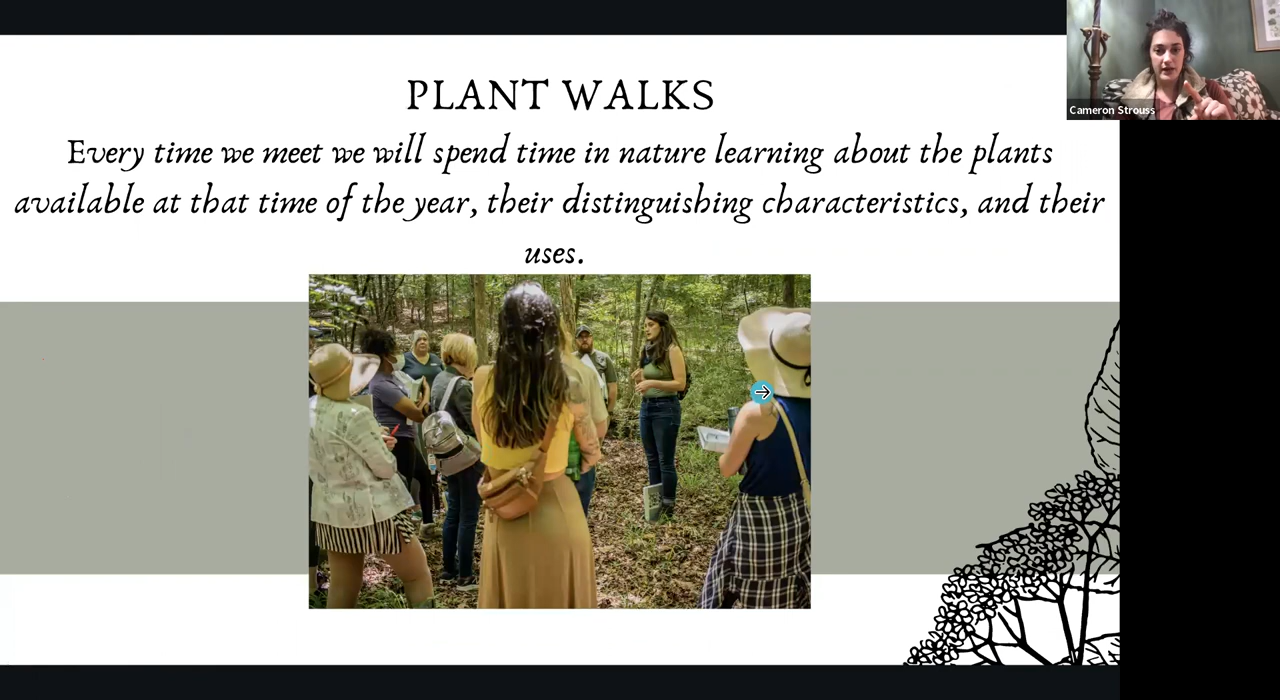 PLANT WALKS
Every time we meet we will spend time in nature learning about the plants
available at that time of the year, their distinguishing characteristics, and their
uses.
Cameron Strouss